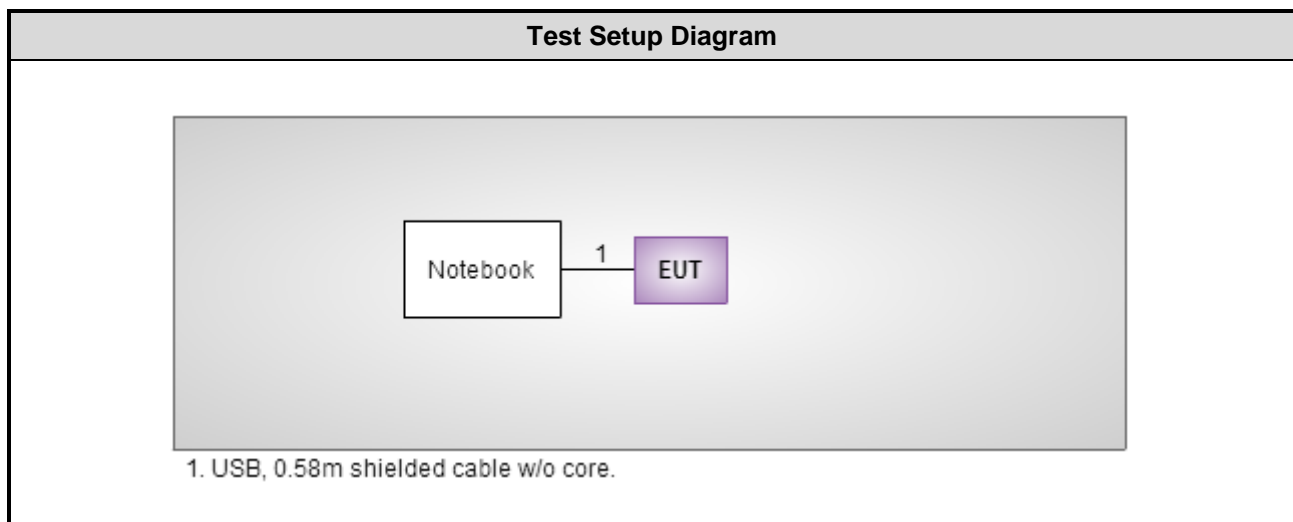 Test Setup Diagram
Notebook
1
EUT
1. USB, 0.58m shielded cable w/o core.